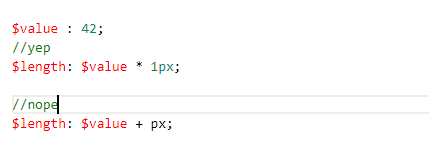 $value : 42;
//yep
$length: $value * 1px;
//nope
$length: $value + px;